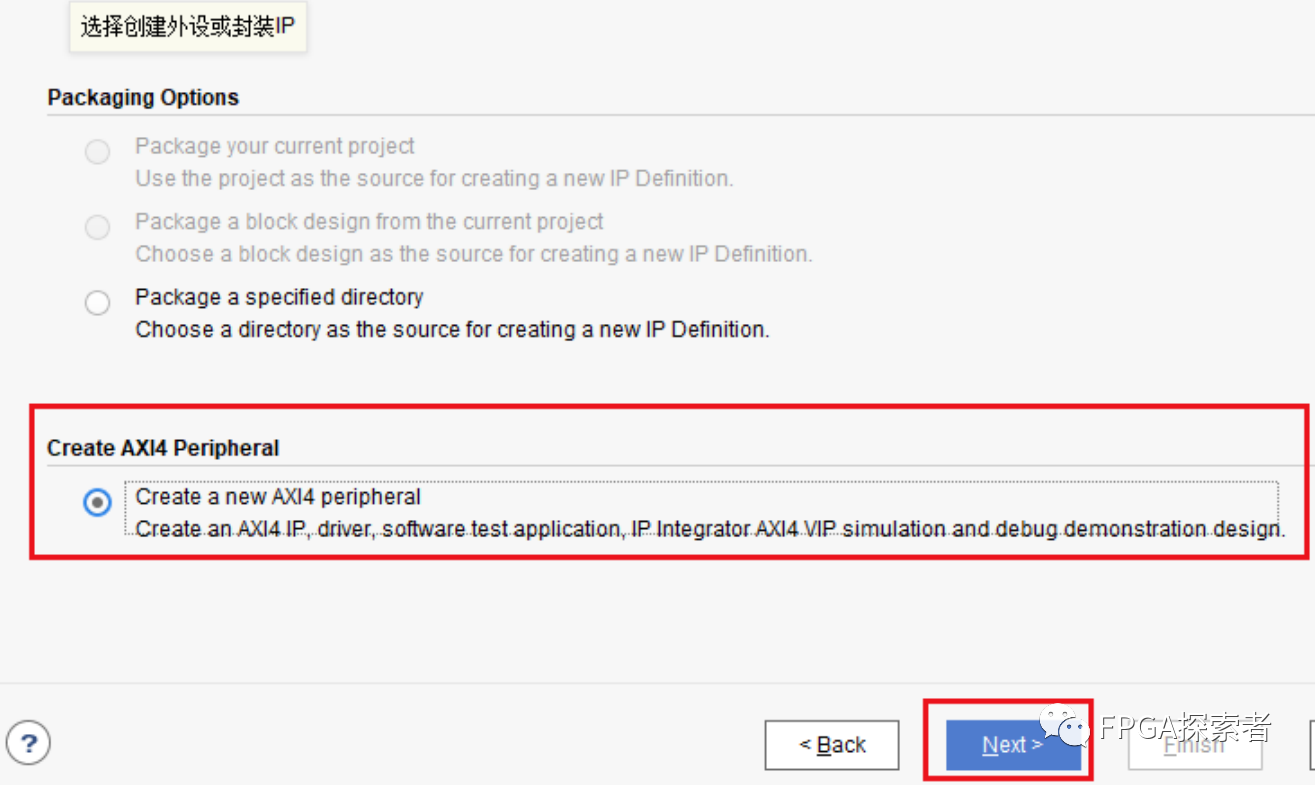 选择创建外设或封装IP
Packaging Options
Package your current project
Use the project as the source for creating a new IP Definition.
Package a block design from the current project
Choose a block design as the source for creating a new IP Definition.
Package a specified directory
Choose a directory as the source for creating a new IP Definition.
Create AXI4 Peripheral
Create a new AXI4 peripheral
Create an AXI4 IP, driver, software test application, IP Integrator AXI4 VIP simulation and debug demonstration design.
?
< Back
Next >
Finish
FPGA探索者